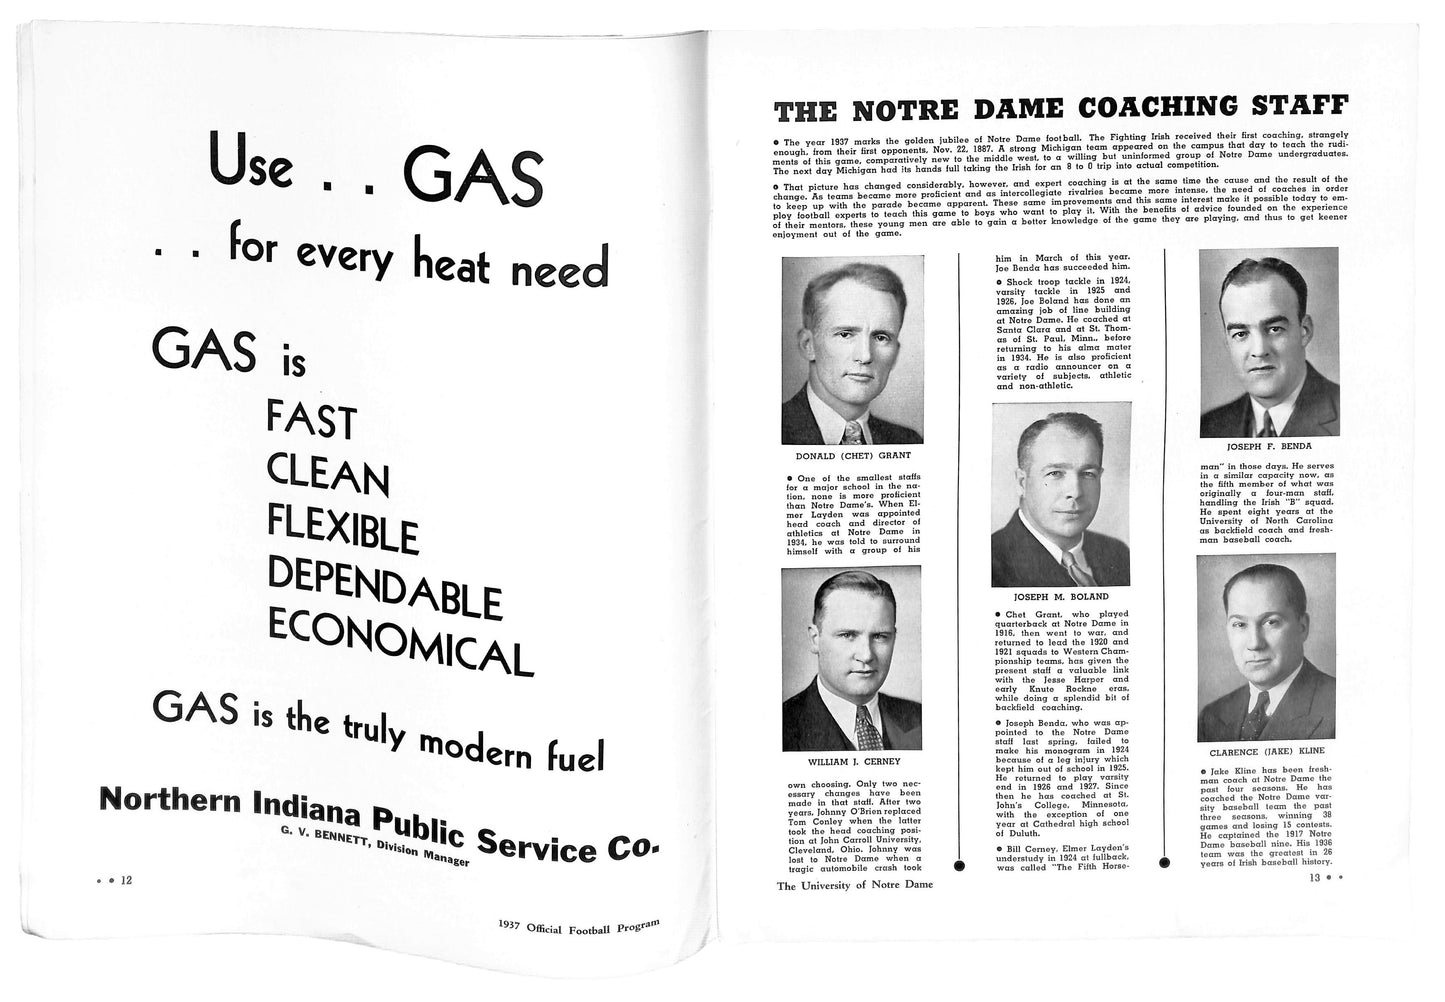 Use . . GAS
. . for every heat need
GAS is
FAST
CLEAN
FLEXIBLE
DEPENDABLE
ECONOMICAL
GAS is the truly modern fuel
Northern Indiana Public Service Co.
G. V. BENNETT, Division Manager
• • 12
1937 Official Football Program
THE NOTRE DAME COACHING STAFF
• The year 1937 marks the golden jubilee of Notre Dame football. The Fighting Irish received their first coaching, strangely
enough, from their first opponents, Nov. 22, 1887. A strong Michigan team appeared on the campus that day to teach the rudi-
ments of this game, comparatively new to the middle west, to a willing but uninformed group of Notre Dame undergraduates.
The next day Michigan had its hands full taking the Irish for an 8 to 0 trip into actual competition.
• That picture has changed considerably, however, and expert coaching is at the same time the cause and the result of the
change. As teams became more proficient and as intercollegiate rivalries became more intense, the need of coaches in order
to keep up with the parade became apparent. These same improvements and this same interest make it possible today to em-
ploy football experts to teach this game to boys who want to play it. With the benefits of advice founded on the experience
of their mentors, these young men are able to gain a better knowledge of the game they are playing, and thus to get keener
enjoyment out of the game.
DONALD (CHET) GRANT
• One of the smallest staffs
for a major school in the na-
tion, none is more proficient
than Notre Dame's. When El-
mer Layden was appointed
head coach and director of
athletics at Notre Dame in
1934, he was told to surround
himself with a group of his
WILLIAM J. CERNEY
own choosing. Only two nec-
essary changes have been
made in that staff. After two
years, Johnny O'Brien replaced
Tom Conley when the latter
took the head coaching posi-
tion at John Carroll University,
Cleveland, Ohio. Johnny was
lost to Notre Dame when a
tragic automobile crash took
The University of Notre Dame
him in March of this year.
Joe Benda has succeeded him.
• Shock troop tackle in 1924,
varsity tackle in 1925 and
1926, Joe Boland has done an
amazing job of line building
at Notre Dame. He coached at
Santa Clara and at St. Thom-
as of St. Paul, Minn., before
returning to his alma mater
in 1934. He is also proficient
as a radio announcer on a
variety of subjects, athletic
and non-athletic.
JOSEPH M. BOLAND
• Chet Grant, who played
quarterback at Notre Dame in
1916, then went to war, and
returned to lead the 1920 and
1921 squads to Western Cham-
pionship teams, has given the
present staff a valuable link
with the Jesse Harper and
early Knute Rockne eras,
while doing a splendid bit of
backfield coaching.
• Joseph Benda, who was ap-
pointed to the Notre Dame
staff last spring, failed to
make his monogram in 1924
because of a leg injury which
kept him out of school in 1925.
He returned to play varsity
end in 1926 and 1927. Since
then he has coached at St.
John's College, Minnesota,
with the exception of one
year at Cathedral high school
of Duluth.
• Bill Cerney, Elmer Layden's
understudy in 1924 at fullback,
was called "The Fifth Horse-
JOSEPH F. BENDA
man" in those days. He serves
in a similar capacity now, as
the fifth member of what was
originally a four-man staff,
handling the Irish "B" squad.
He spent eight years at the
University of North Carolina
as backfield coach and fresh-
man baseball coach.
CLARENCE (JAKE) KLINE
• Jake Kline has been fresh-
man coach at Notre Dame the
past four seasons. He has
coached the Notre Dame var-
sity baseball team the past
three seasons, winning 38
games and losing 15 contests.
He captained the 1917 Notre
Dame baseball nine. His 1936
team was the greatest in 26
years of Irish baseball history.
13 • •